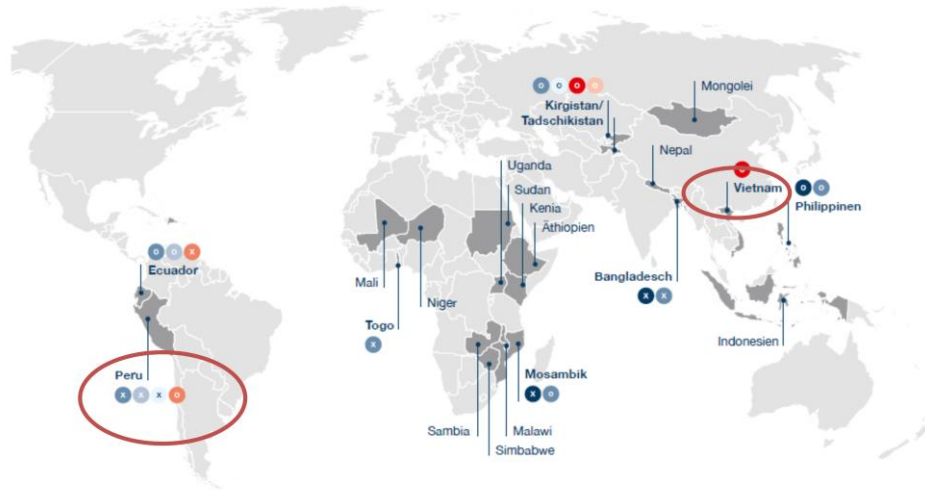 o o o o
Kirgistan/
Tadschikistan
Mongolei
Nepal
Uganda
Sudan
Kenia
Äthiopien
o
Vietnam
o o
Philippinen
o o x
Ecuador
Mali
Niger
Togo
x
Bangladesch
x x
Indonesien
Peru
x x x o
Mosambik
x o
Sambia
Malawi
Simbabwe